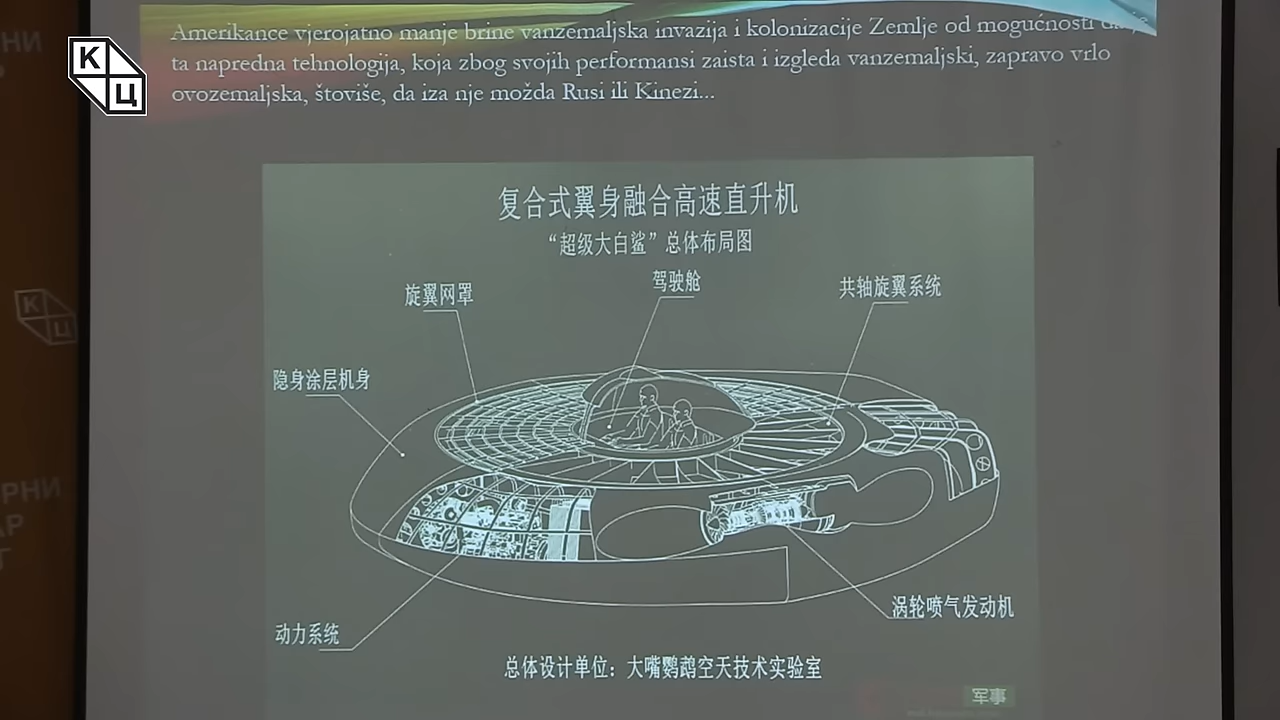 Amerikance vjerojatno manje brine vanzemaljska invazija i kolonizacije Zemlje od mogućnosti
ta napredna tehnologija, koja zbog svojih performansi zaista i izgleda vanzemaljski, zapravo vrlo
ovozemaljska, štoviše, da iza nje možda Rusi ili Kinezi...
К
Ц
复合式翼身融合高速直升机
“超级大白鲨”总体布局图
旋翼网罩
驾驶舱
共轴旋翼系统
隐身涂层机身
涡轮喷气发动机
动力系统
总体设计单位：大嘴鹦鹉空天技术实验室
军事
НИ
К
Ц
РНИ
АР
Г